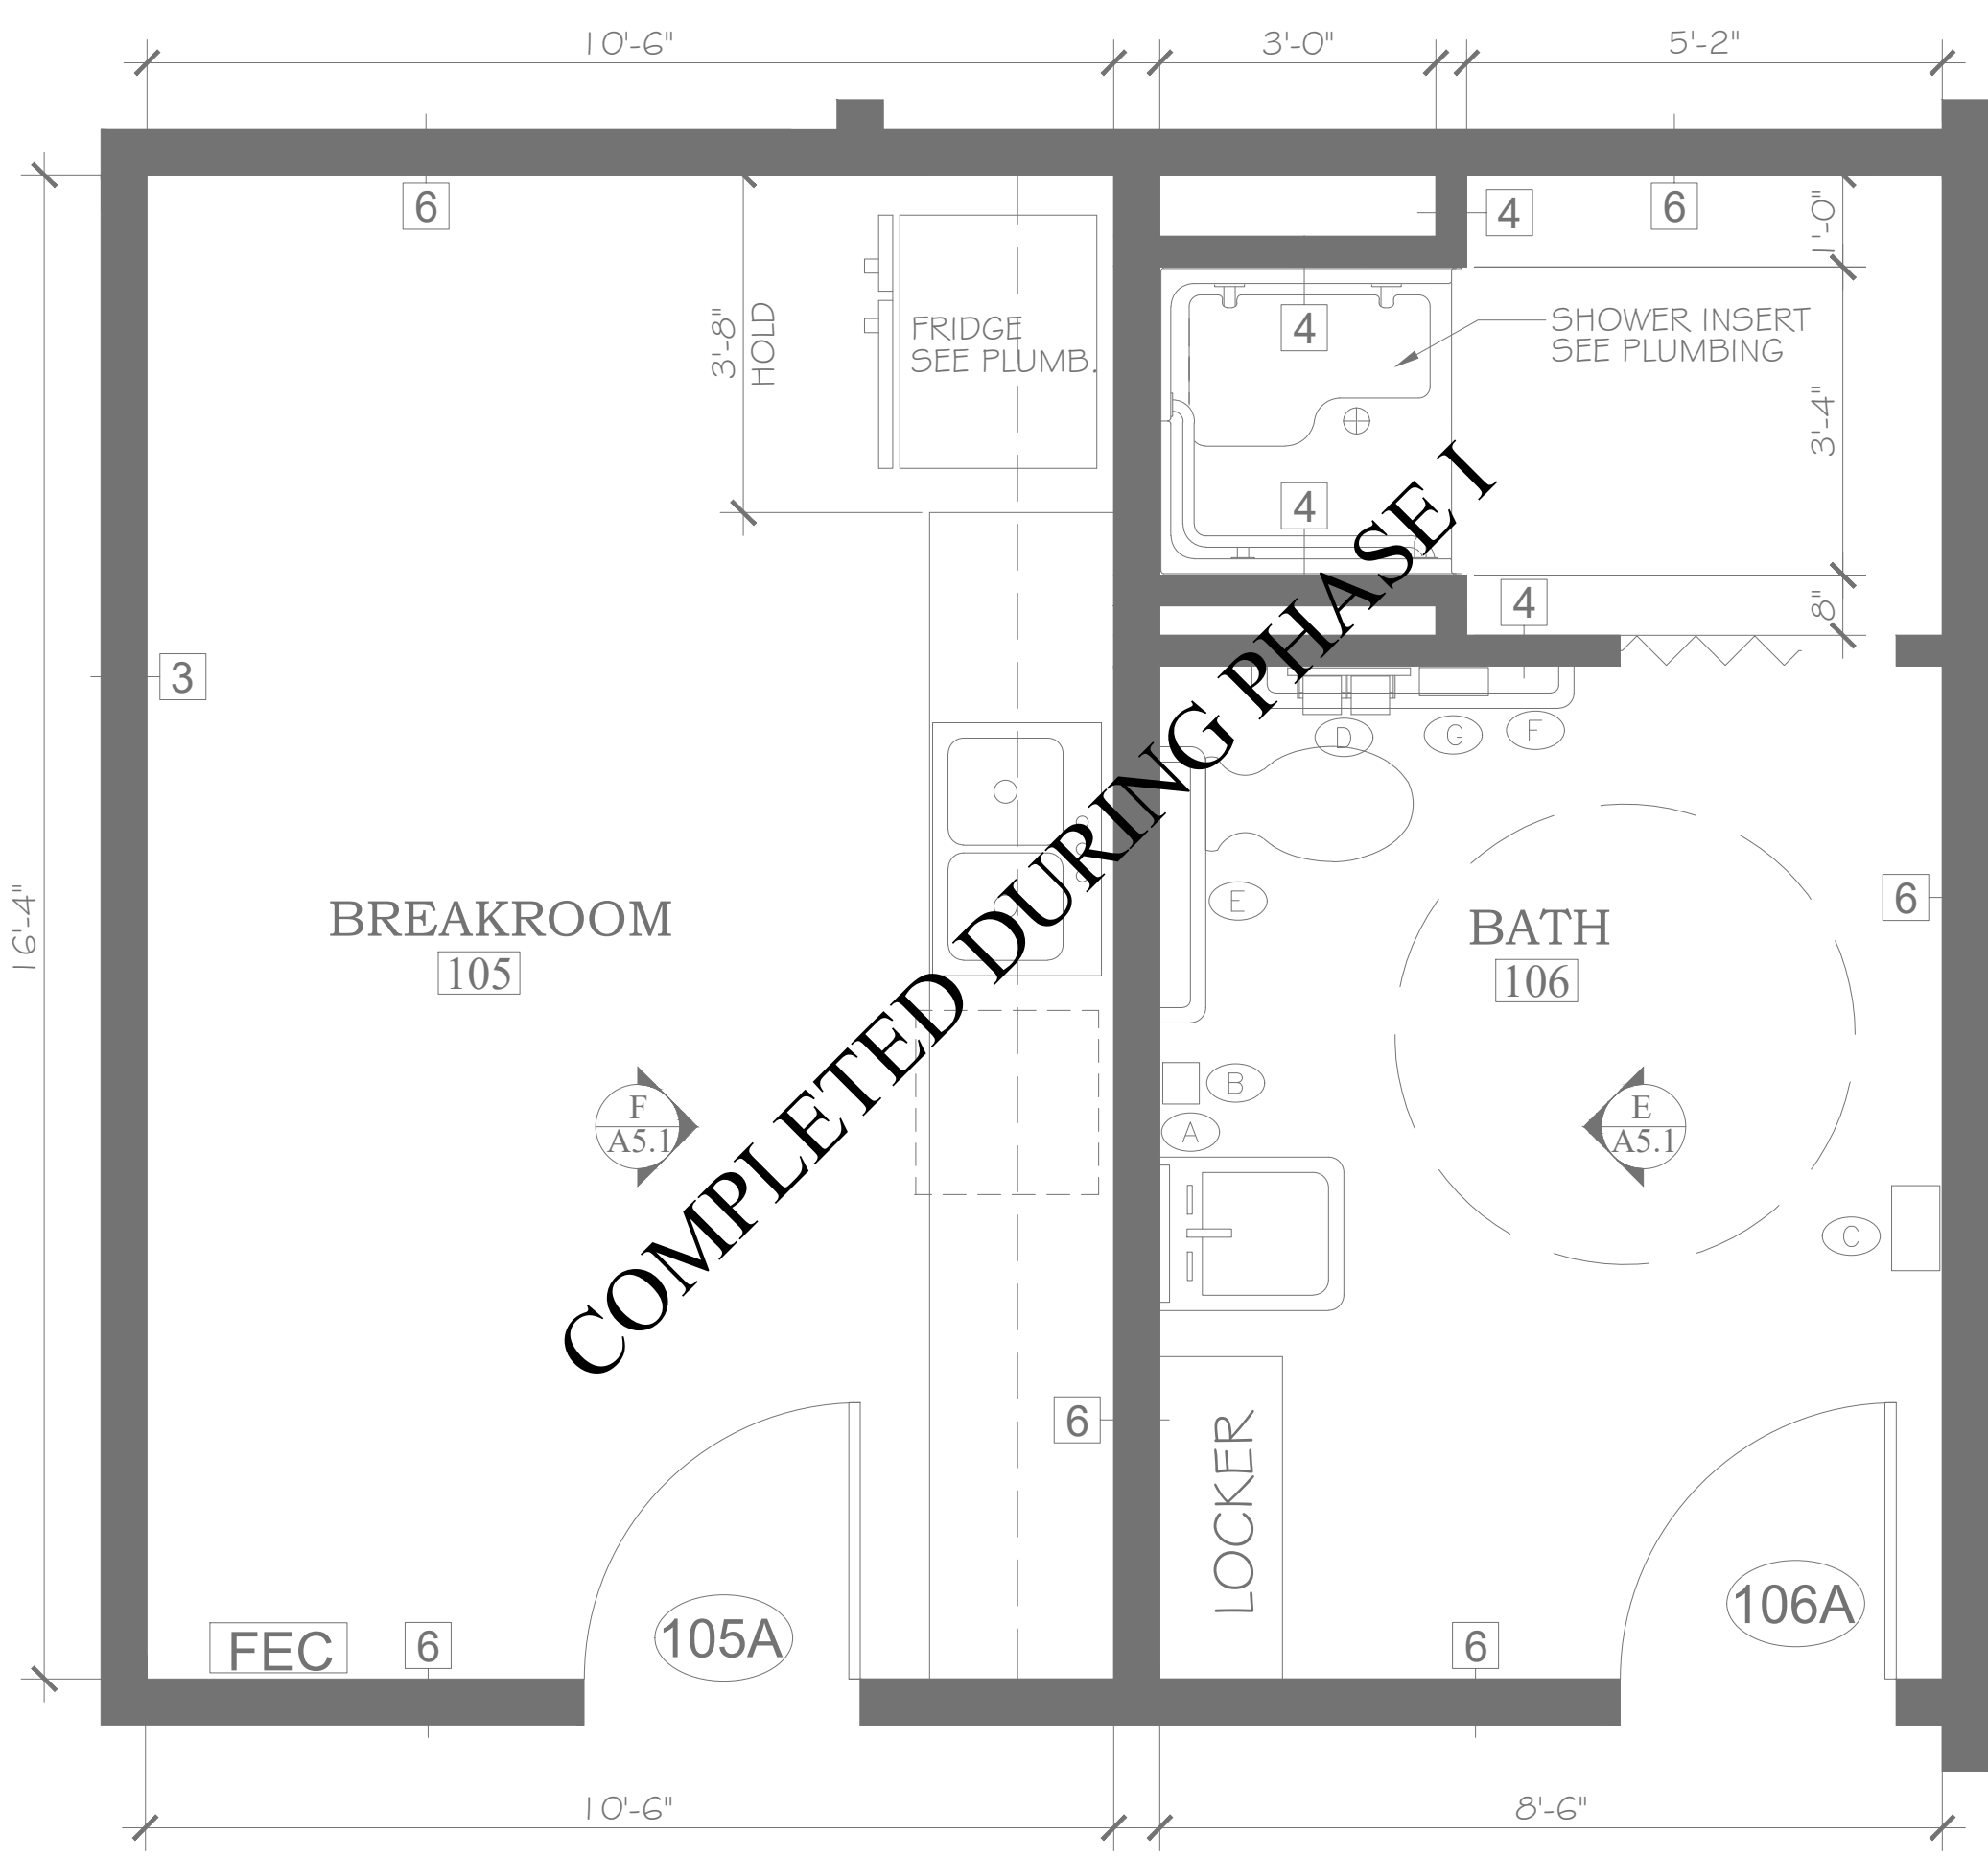 10'-6"
3'-0"
5'-2"
6
4
6
1'-0"
3'-8"
HOLD
FRIDGE
SEE PLUMB.
4
SHOWER INSERT
SEE PLUMBING
3'-4"
4
4
8"
3
D
G
F
16'-4"
BREAKROOM
105
E
BATH
106
6
COMPLETED DURING PHASE I
B
A
F
A5.1
E
A5.1
C
6
LOCKER
FEC
6
105A
6
106A
10'-6"
8'-6"